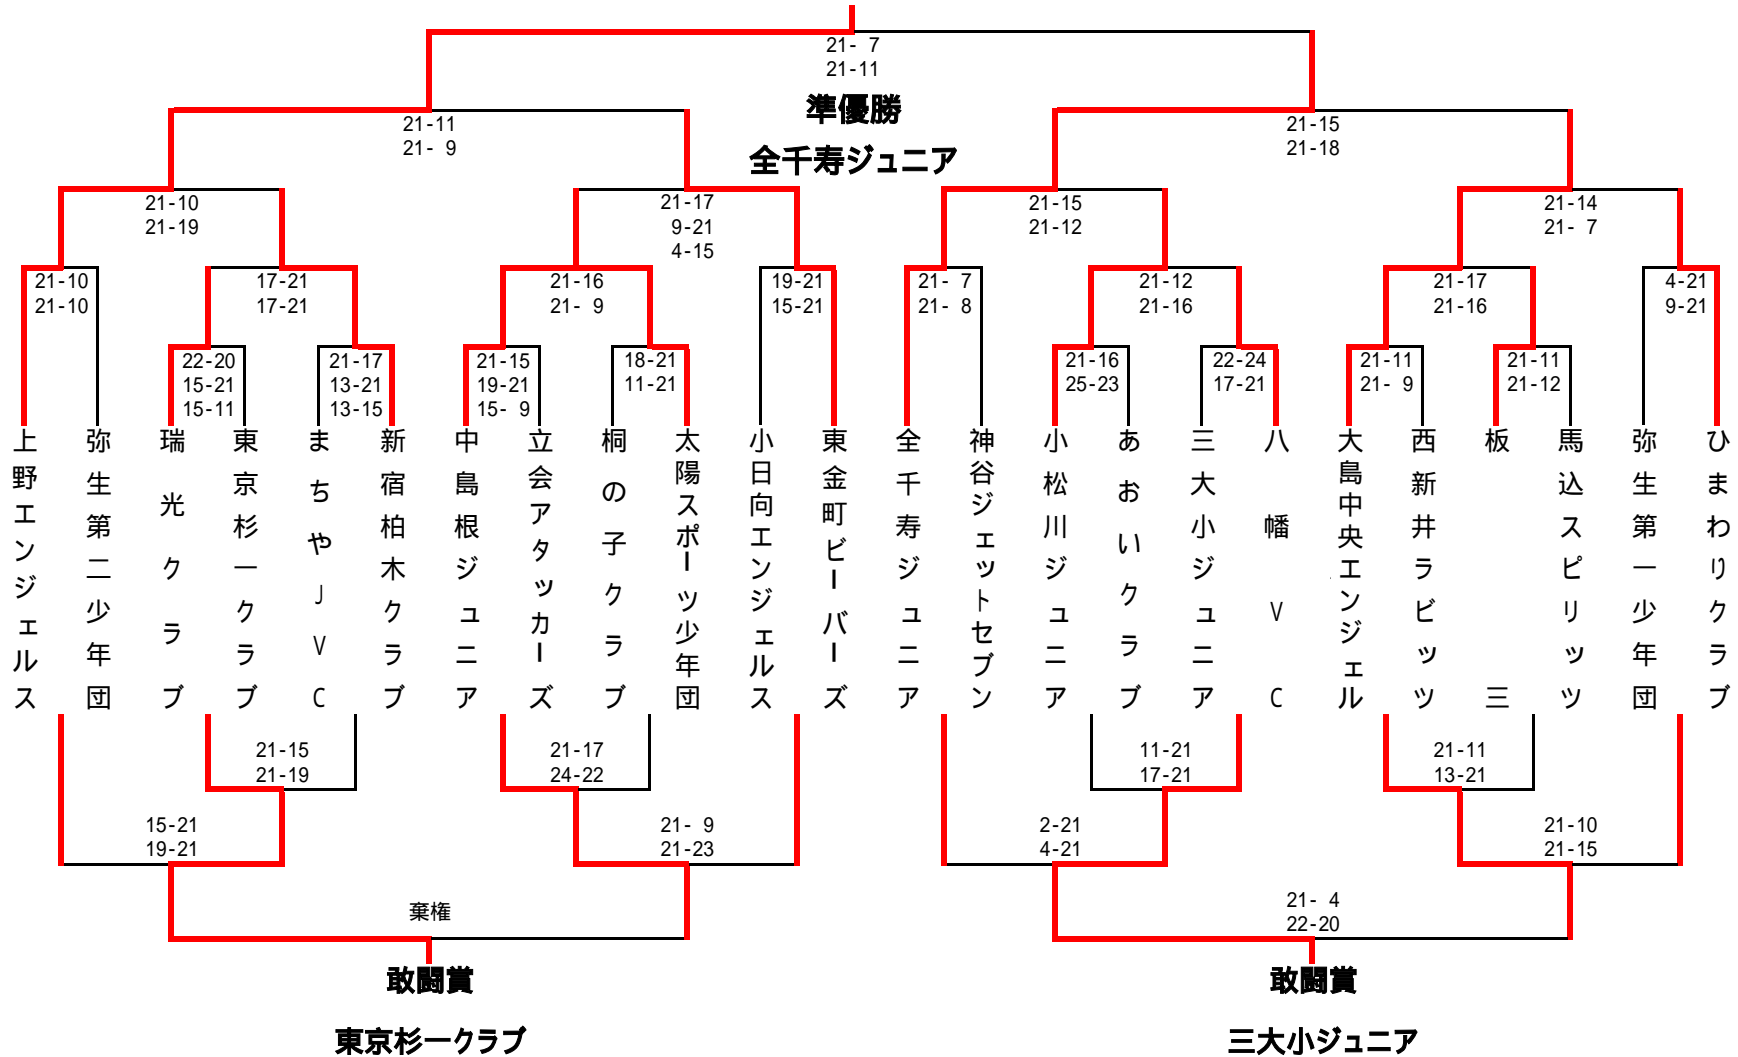 21- 7
21-11
準優勝
全千寿ジュニア
21-11
21- 9
21-15
21-18
21-10
21-19
21-17
9-21
4-15
21-15
21-12
21-14
21- 7
21-10
21-10
17-21
17-21
21-16
21- 9
19-21
15-21
21- 7
21- 8
21-12
21-16
21-17
21-16
4-21
9-21
22-20
15-21
15-11
21-17
13-21
13-15
21-15
19-21
15- 9
18-21
11-21
21-16
25-23
22-24
17-21
21-11
21- 9
21-11
21-12
上野エンジェルス
弥生第二少年団
瑞光クラブ
東京杉一クラブ
まちやJVC
新宿柏木クラブ
中島根ジュニア
立会アタッカーズ
桐の子クラブ
太陽スポーツ少年団
小日向エンジェルス
東金町ビーバーズ
全千寿ジュニア
神谷ジェットセブン
小松川ジュニア
あおいクラブ
三大小ジュニア
八幡VC
大島中央エンジェル
西新井ラビッツ
板三
馬込スピリッツ
弥生第一少年団
ひまわりクラブ
21-15
21-19
21-17
24-22
11-21
17-21
21-11
13-21
15-21
19-21
21- 9
21-23
2-21
4-21
21-10
21-15
棄権
21- 4
22-20
敢闘賞
東京杉一クラブ
敢闘賞
三大小ジュニア